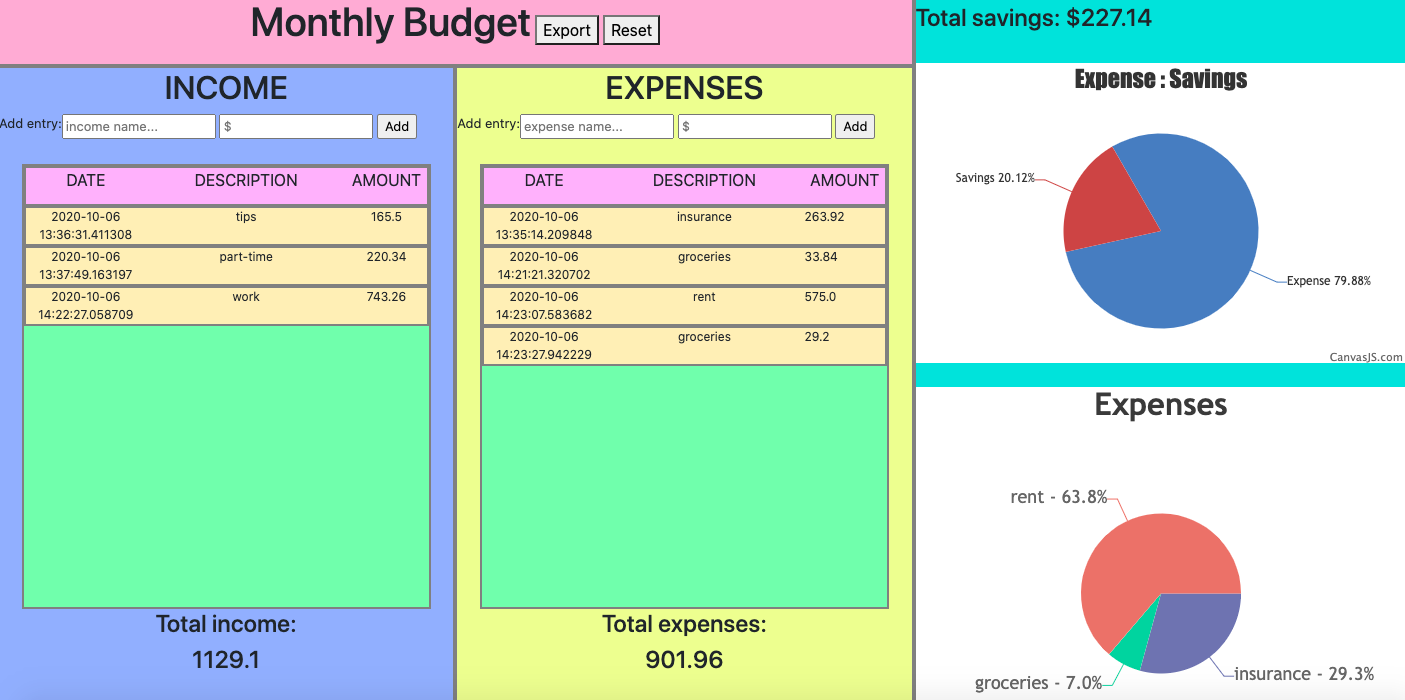 Monthly Budget Export Reset
INCOME
Add entry: income name... $ Add
DATE DESCRIPTION AMOUNT
2020-10-06 tips 165.5
13:36:31.411308
2020-10-06 part-time 220.34
13:37:49.163197
2020-10-06 work 743.26
14:22:27.058709
Total income:
1129.1
EXPENSES
Add entry: expense name... $ Add
DATE DESCRIPTION AMOUNT
2020-10-06 insurance 263.92
13:35:14.209848
2020-10-06 groceries 33.84
14:21:21.320702
2020-10-06 rent 575.0
14:23:07.583682
2020-10-06 groceries 29.2
14:23:27.942229
Total expenses:
901.96
Total savings: $227.14
Expense : Savings
Savings 20.12%
Expense 79.88%
CanvasJS.com
Expenses
rent - 63.8%
insurance - 29.3%
groceries - 7.0%